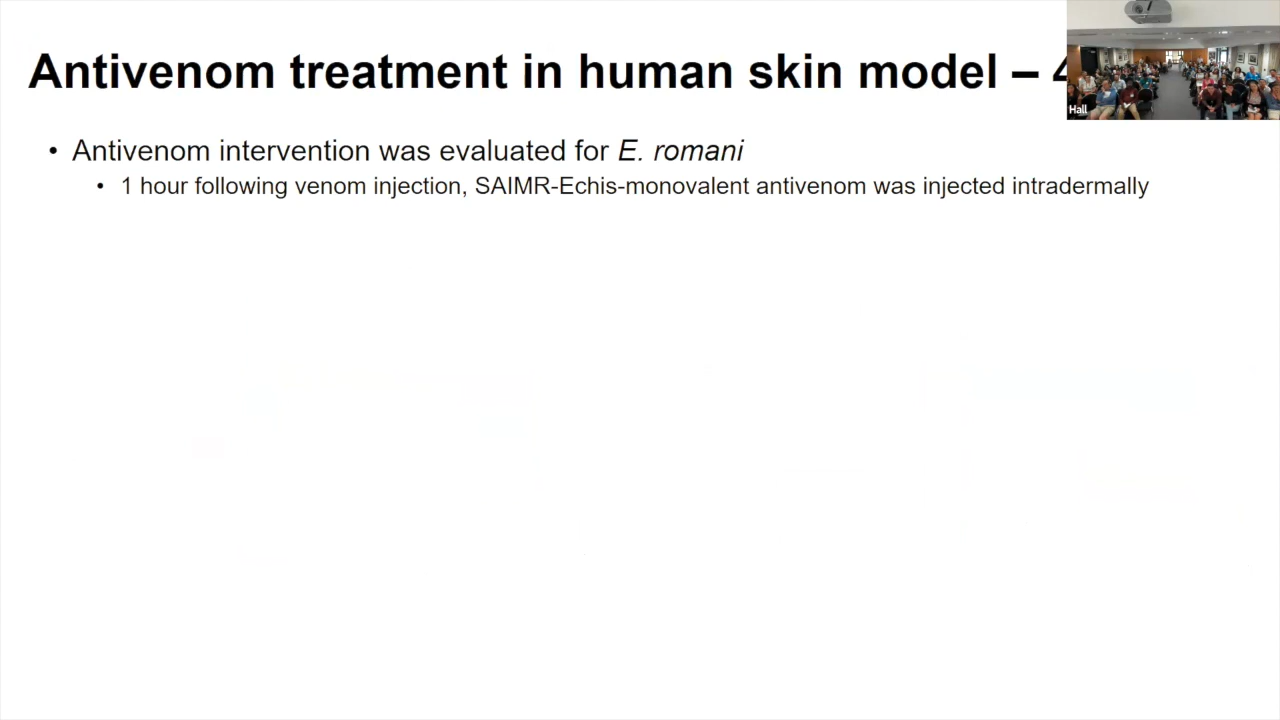 Antivenom treatment in human skin model – 4
Hall
• Antivenom intervention was evaluated for E. romani
• 1 hour following venom injection, SAIMR-Echis-monovalent antivenom was injected intradermally